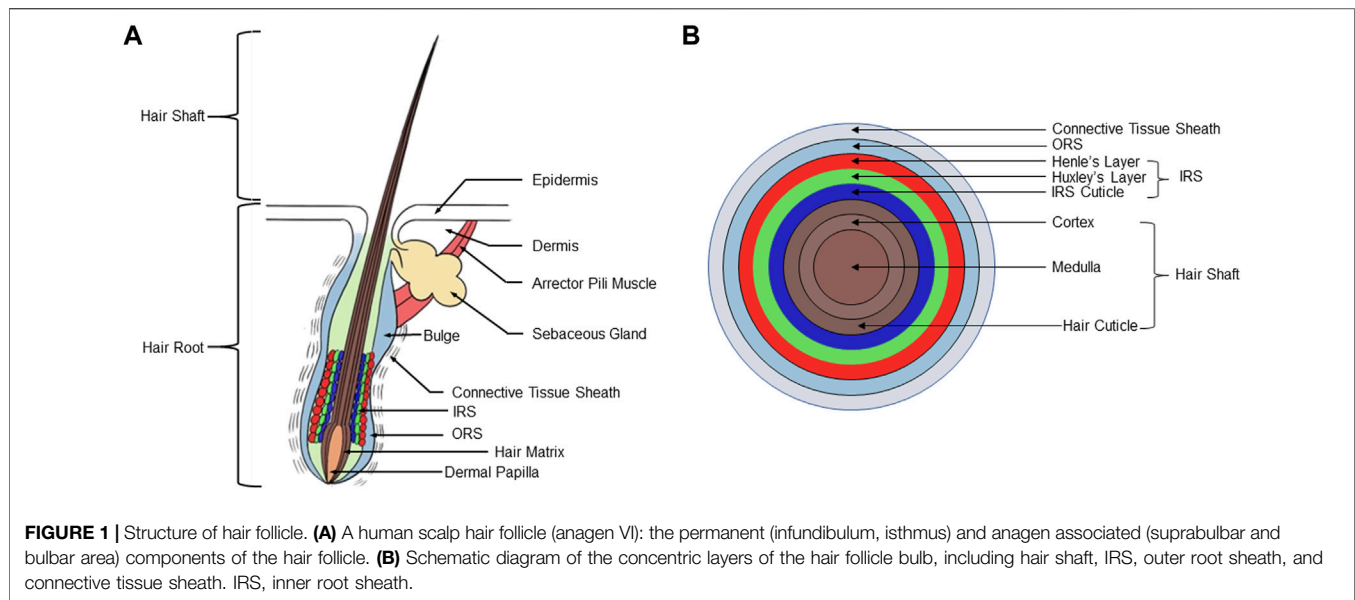 A
B
Hair Shaft
Hair Root
Epidermis
Dermis
Arrector Pili Muscle
Sebaceous Gland
Bulge
Connective Tissue Sheath
IRS
ORS
Hair Matrix
Dermal Papilla
Connective Tissue Sheath
ORS
Henle's Layer
Huxley's Layer
IRS Cuticle
IRS
Cortex
Medulla
Hair Cuticle
Hair Shaft
FIGURE 1 | Structure of hair follicle. (A) A human scalp hair follicle (anagen VI): the permanent (infundibulum, isthmus) and anagen associated (suprabulbar and
bulbar area) components of the hair follicle. (B) Schematic diagram of the concentric layers of the hair follicle bulb, including hair shaft, IRS, outer root sheath, and
connective tissue sheath. IRS, inner root sheath.